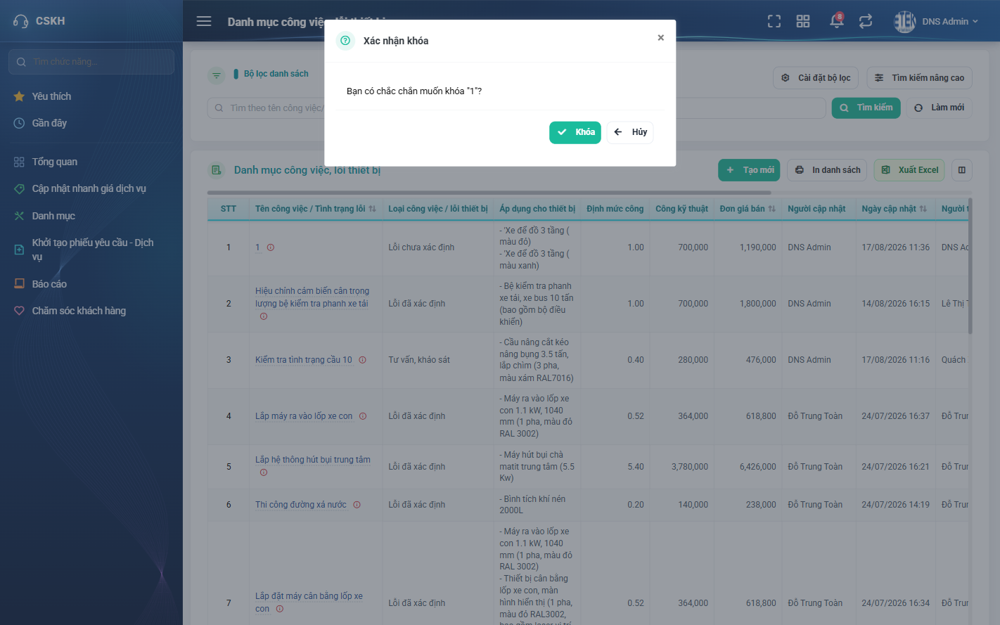 CSKH
Tìm chức năng...
Yêu thích
Gần đây
Tổng quan
Cập nhật nhanh giá dịch vụ
Danh mục
Khởi tạo phiếu yêu cầu - Dịch
vụ
Báo cáo
Chăm sóc khách hàng
Danh mục công việc, lỗi thiết bị
8
DNS Admin
Xác nhận khóa
×
Bạn có chắc chắn muốn khóa "1"?
Khóa
Hủy
Bộ lọc danh sách
Cài đặt bộ lọc
Tìm kiếm nâng cao
Tìm theo tên công việc/
Tìm kiếm
Làm mới
Danh mục công việc, lỗi thiết bị
Tạo mới
In danh sách
Xuất Excel
STT Tên công việc / Tình trạng lỗi Loại công việc / lỗi thiết bị Áp dụng cho thiết bị Định mức công Công kỹ thuật Đơn giá bán Người cập nhật Ngày cập nhật Người t
1 1 Lỗi chưa xác định - 'Xe để đồ 3 tầng (
màu đỏ)
- 'Xe để đồ 3 tầng (
màu xanh) 1.00 700,000 1,190,000 DNS Admin 17/08/2026 11:36 DNS Ad
2 Hiệu chỉnh cảm biến cân trọng
lượng bệ kiểm tra phanh xe tải Lỗi đã xác định - Bệ kiểm tra phanh
xe tải, xe bus 10 tấn
(bao gồm bộ điều
khiển) 1.00 700,000 1,800,000 DNS Admin 14/08/2026 16:15 Lê Thị T
3 Kiểm tra tình trạng cầu 10 Tư vấn, khảo sát - Cầu nâng cắt kéo
nâng bụng 3.5 tấn,
lắp chìm (3 pha,
màu xám RAL7016) 0.40 280,000 476,000 DNS Admin 17/08/2026 11:16 Quách
4 Lắp máy ra vào lốp xe con Lỗi đã xác định - Máy ra vào lốp xe
con 1.1 kW, 1040
mm (1 pha, màu đỏ
RAL 3002) 0.52 364,000 618,800 Đỗ Trung Toàn 24/07/2026 16:37 Đỗ Trun
5 Lắp hệ thông hút bụi trung tâm Lỗi đã xác định - Máy hút bụi chà
matit trung tâm (5.5
Kw) 5.40 3,780,000 6,426,000 Đỗ Trung Toàn 24/07/2026 16:21 Đỗ Trun
6 Thi công đường xả nước Lỗi đã xác định - Bình tích khí nén
2000L 0.20 140,000 238,000 Đỗ Trung Toàn 24/07/2026 14:19 Đỗ Trun
7 Lắp đặt máy cân bằng lốp xe
con Lỗi đã xác định - Máy ra vào lốp xe
con 1.1 kW, 1040
mm (1 pha, màu đỏ
RAL 3002)
- Thiết bị cân bằng
lốp xe con, màn
hình hiển thị (1 pha,
màu đỏ RAL3002,
bao gồm laser vị trí 0.52 364,000 618,800 Đỗ Trung Toàn 24/07/2026 16:34 Đỗ Trun